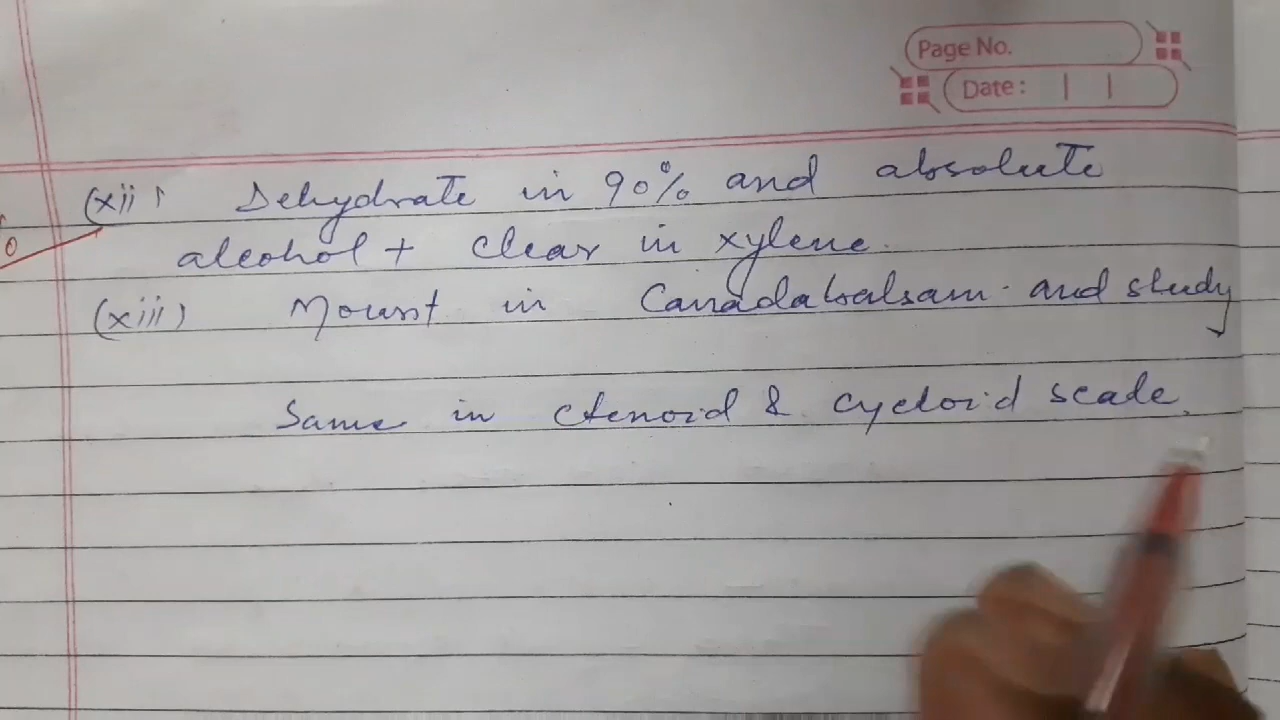 Page No.
Date :
(xii) Dehydrate in 90% and absolute
alcohol + clear in xylene.
(xiii) Mount in Canadabalsam. and study
Same in ctenoid & cycloid scale.